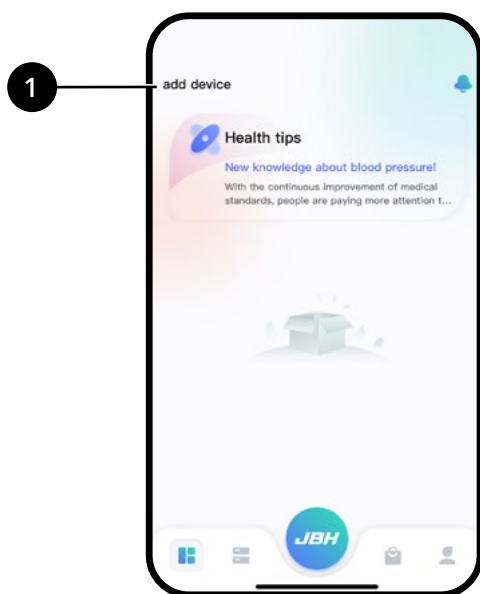 1
add device
Health tips
New knowledge about blood pressure!
With the continuous improvement of medical
standards, people are paying more attention t...
JBH